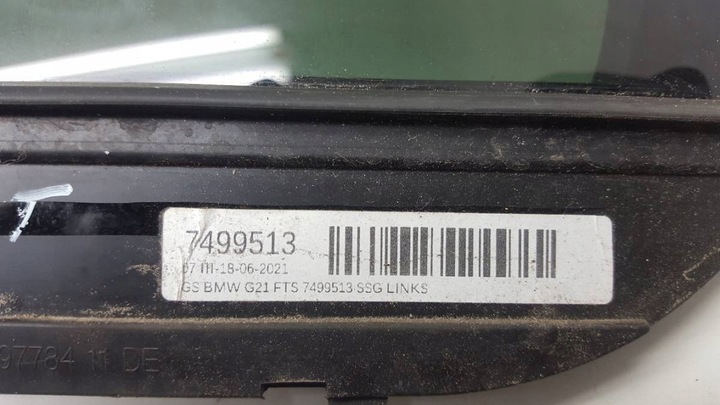 7499513
07 III-18-06-2021
GS BMW G21 FTS 7499513 SSG LINKS
97784 11 DE